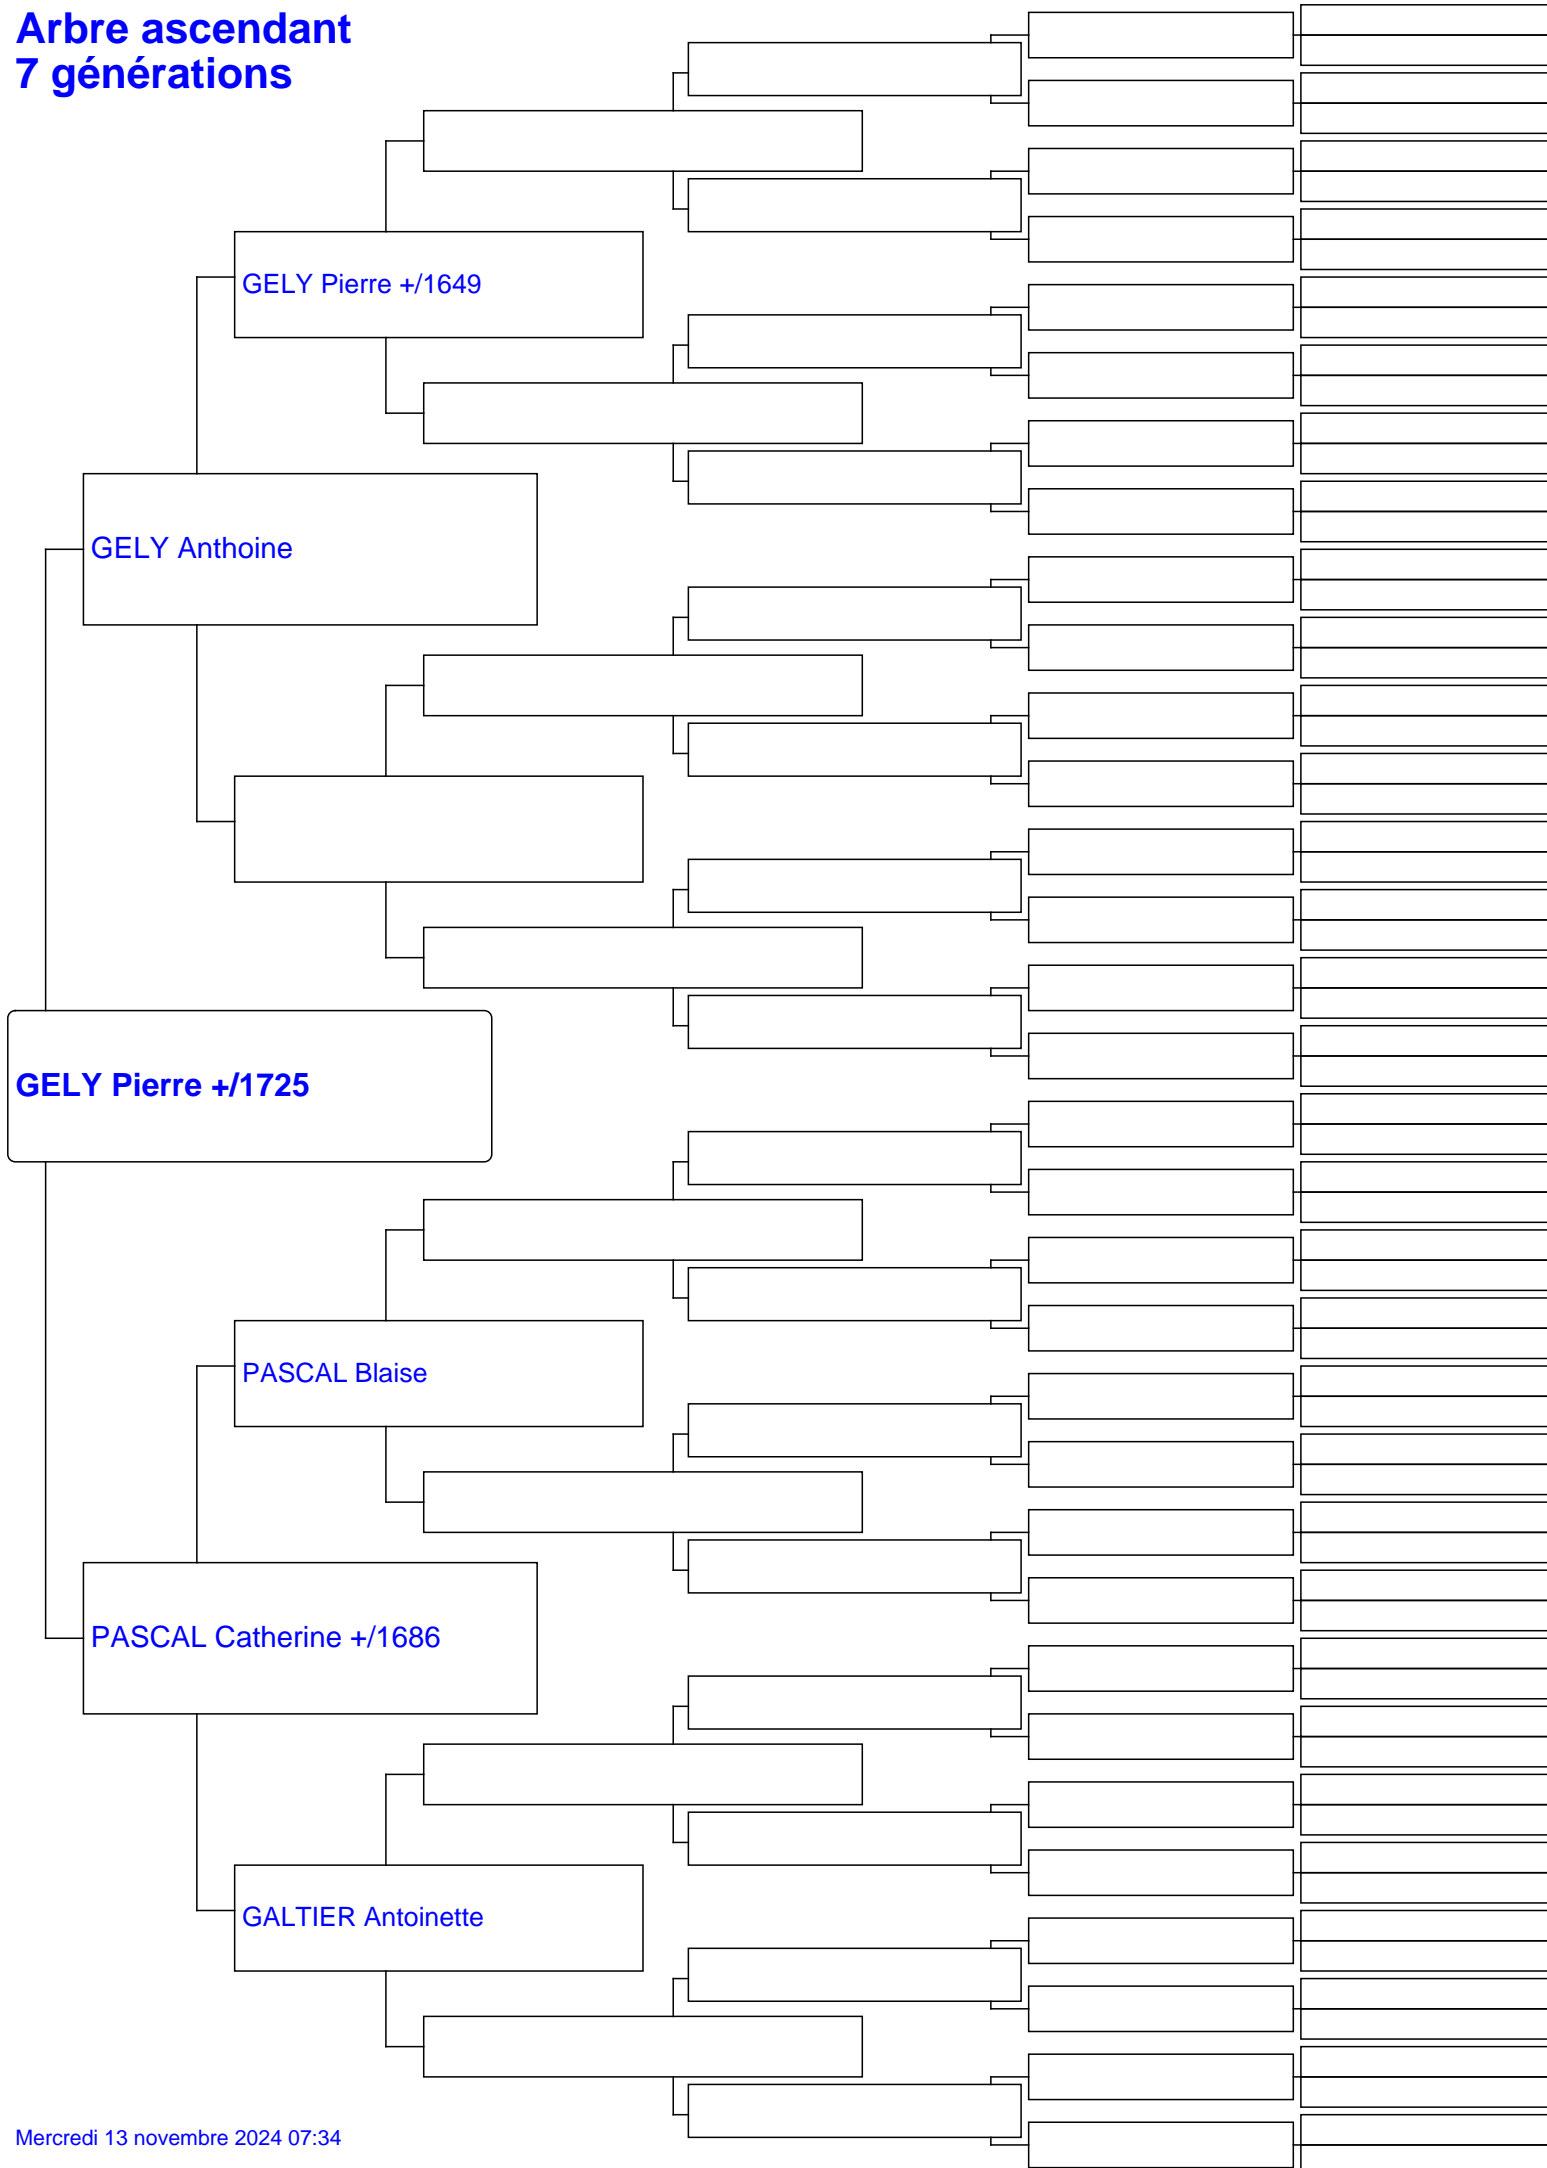 Arbre ascendant
7 générations
GELY Pierre +/1649
GELY Anthoine
GELY Pierre +/1725
PASCAL Blaise
PASCAL Catherine +/1686
GALTIER Antoinette
Mercredi 13 novembre 2024 07:34